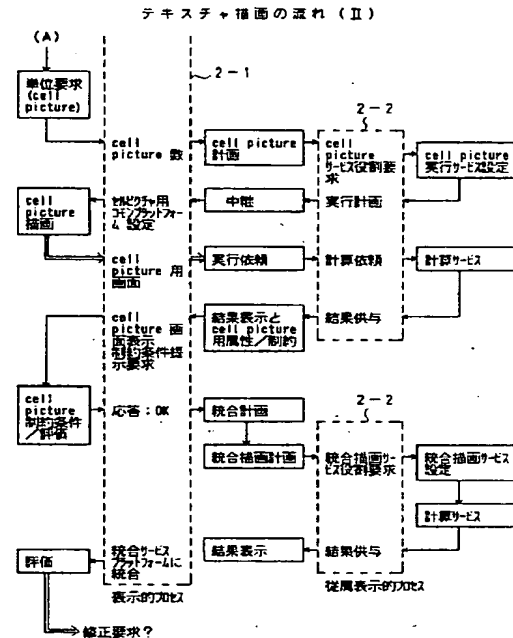 テキスチャ描画の流れ (Ⅱ)
(A)
2-1
単位要求
(cell
picture)
2-2
cell
picture 数
cell picture
計画
cell
picture
サービス役割要
求
cell picture
実行サービス設定
cell
picture
描画
セルピクチャ用
コモンプラットフォー
ム 設定
中継
実行計画
cell
picture 用
画面
実行依頼
計算依頼
計算サービス
cell
picture 画
面表示
制約条件提
示要求
結果表示と
cell picture
用属性/制約
結果供与
cell
picture
制約条件
/評価
応答:OK
統合計画
2-2
統合描画計画
統合描画サー
ビス役割要求
統合描画サービス
設定
計算サービス
評価
統合サービス
プラットフォームに
統合
結果表示
結果供与
表示的プロセス
従属表示的プロセス
修正要求?